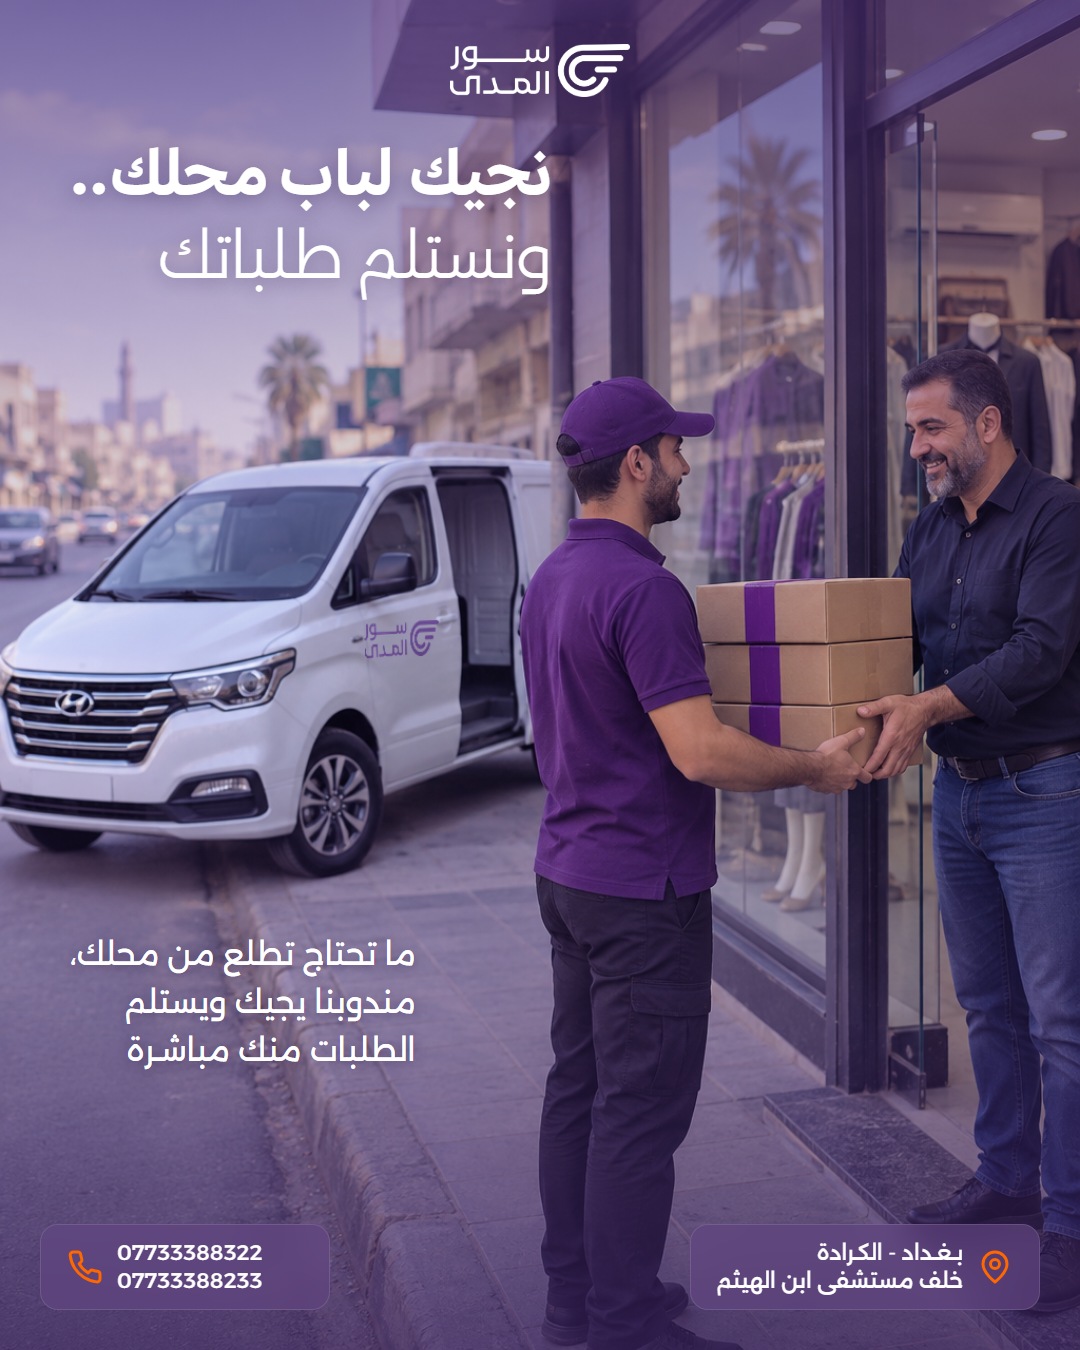 سور
المدى
نجيك لباب محلك..
ونستلم طلباتك
سور
المدى
ما تحتاج تطلع من محلك،
مندوبنا يجيك ويستلم
الطلبات منك مباشرة
07733388322
07733388233
بغداد - الكرادة
خلف مستشفى ابن الهيثم